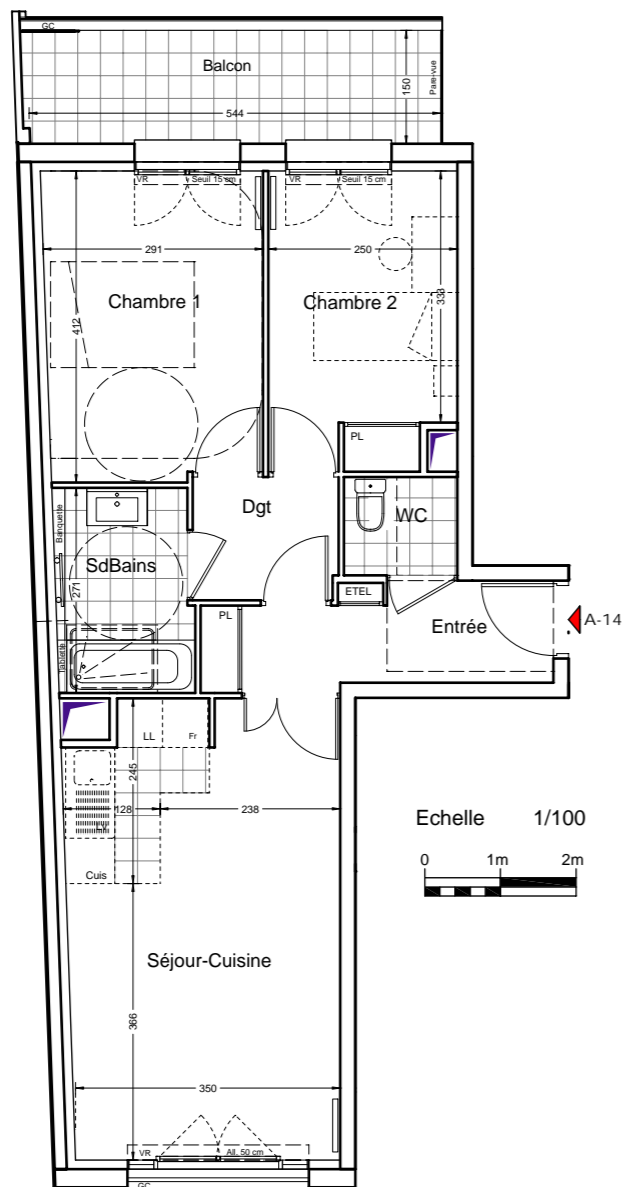 GC
Balcon
150
Pare-vue
544
VR
Seuil 15 cm
VR
Seuil 15 cm
291
250
Chambre 1
Chambre 2
412
333
PL
Dgt
WC
Banquette
SdBains
271
ETEL
PL
Entrée
A-14
Tablette
LL
Fr
245
128
238
LV
Cuis
Echelle 1/100
0 1m 2m
Séjour-Cuisine
366
350
VR
All. 50 cm
GC